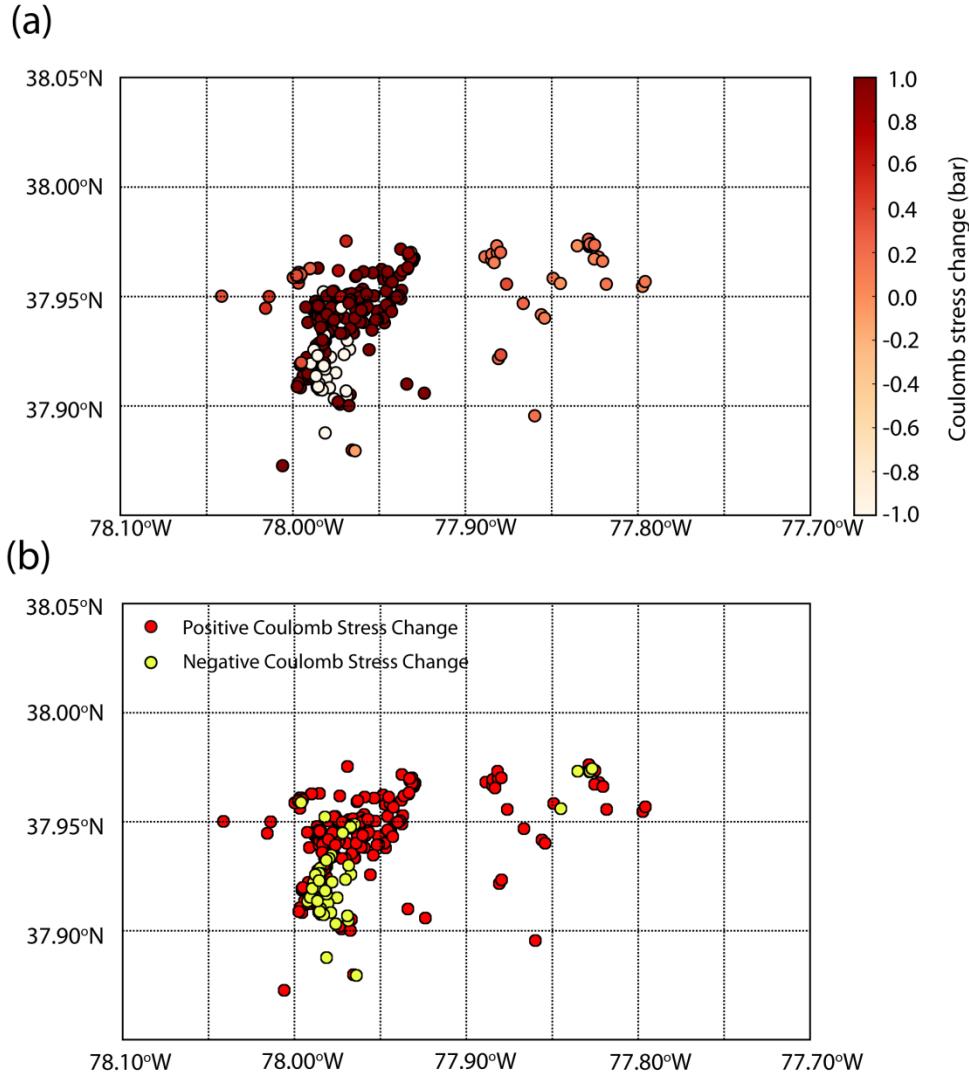 (a)
38.05°N
38.00°N
37.95°N
37.90°N
78.10°W
78.00°W
77.90°W
77.80°W
77.70°W
1.0
0.8
0.6
0.4
0.2
0.0
-0.2
-0.4
-0.6
-0.8
-1.0
Coulomb stress change (bar)
(b)
38.05°N
Positive Coulomb Stress Change
Negative Coulomb Stress Change
38.00°N
37.95°N
37.90°N
78.10°W
78.00°W
77.90°W
77.80°W
77.70°W